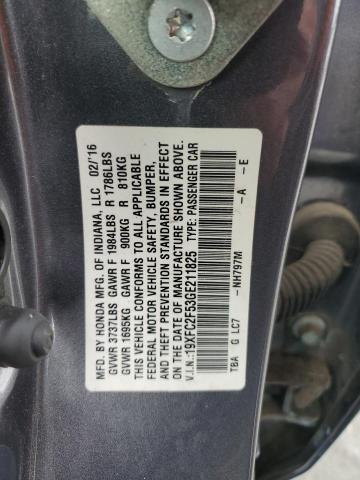 MFD. BY HONDA MFG. OF INDIANA, LLC 02/'16
GVWR 3737LBS GAWR F 1984LBS R 1786LBS
GVWR 1695KG GAWR F 900KG R 810KG
THIS VEHICLE CONFORMS TO ALL APPLICABLE
FEDERAL MOTOR VEHICLE SAFETY, BUMPER,
AND THEFT PREVENTION STANDARDS IN EFFECT
ON THE DATE OF MANUFACTURE SHOWN ABOVE.
V.I.N.:19XFC2F53GE211825 TYPE: PASSENGER CAR
TBA G LC7 -NH797M -A -E